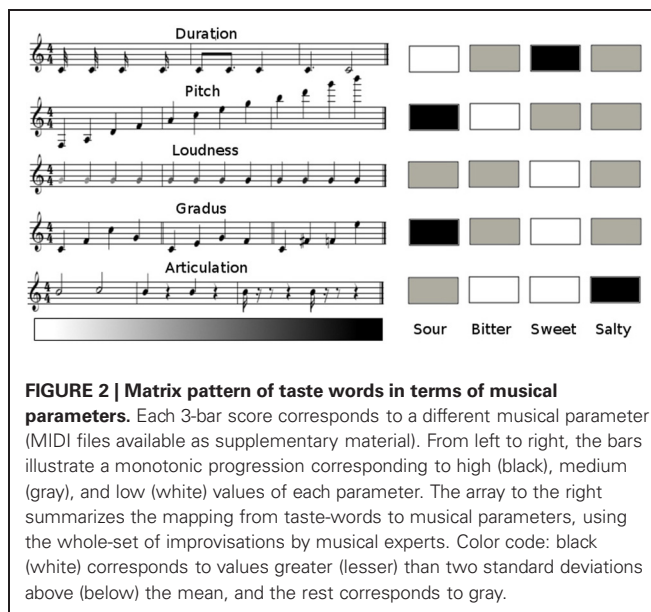 Duration
Pitch
Loudness
Gradus
Articulation
Sour Bitter Sweet Salty
FIGURE 2 | Matrix pattern of taste words in terms of musical
parameters. Each 3-bar score corresponds to a different musical parameter
(MIDI files available as supplementary material). From left to right, the bars
illustrate a monotonic progression corresponding to high (black), medium
(gray), and low (white) values of each parameter. The array to the right
summarizes the mapping from taste-words to musical parameters, using
the whole-set of improvisations by musical experts. Color code: black
(white) corresponds to values greater (lesser) than two standard deviations
above (below) the mean, and the rest corresponds to gray.